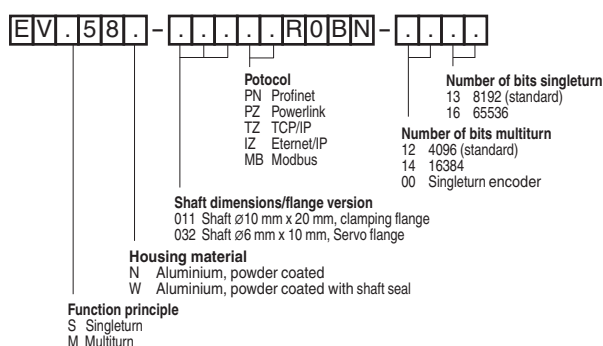 EV.58.-.....R0BN-....
Potocol
PN Profinet
PZ Powerlink
TZ TCP/IP
IZ Eternet/IP
MB Modbus
Number of bits singleturn
13 8192 (standard)
16 65536
Number of bits multiturn
12 4096 (standard)
14 16384
00 Singleturn encoder
Shaft dimensions/flange version
011 Shaft ø10 mm x 20 mm, clamping flange
032 Shaft ø6 mm x 10 mm, Servo flange
Housing material
N Aluminium, powder coated
W Aluminium, powder coated with shaft seal
Function principle
S Singleturn
M Multiturn